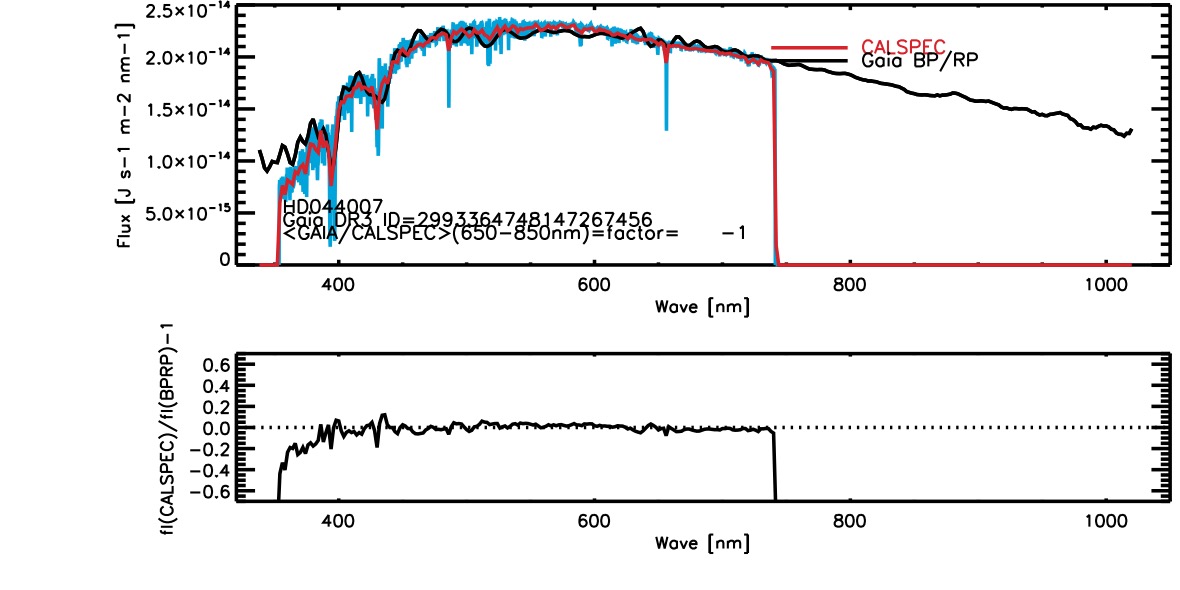 2.5×10−14
2.0×10−14
1.5×10−14
1.0×10−14
5.0×10−15
0
Flux [J s−1 m−2 nm−1]
CALSPEC
Gaia BP/RP
HD044007
Gaia DR3 ID=2993364748147267456
<GAIA/CALSPEC>(650−850nm)=factor= −1
400 600 800 1000
Wave [nm]
fl(CALSPEC)/fl(BPRP)−1
0.6
0.4
0.2
0.0
−0.2
−0.4
−0.6
400 600 800 1000
Wave [nm]